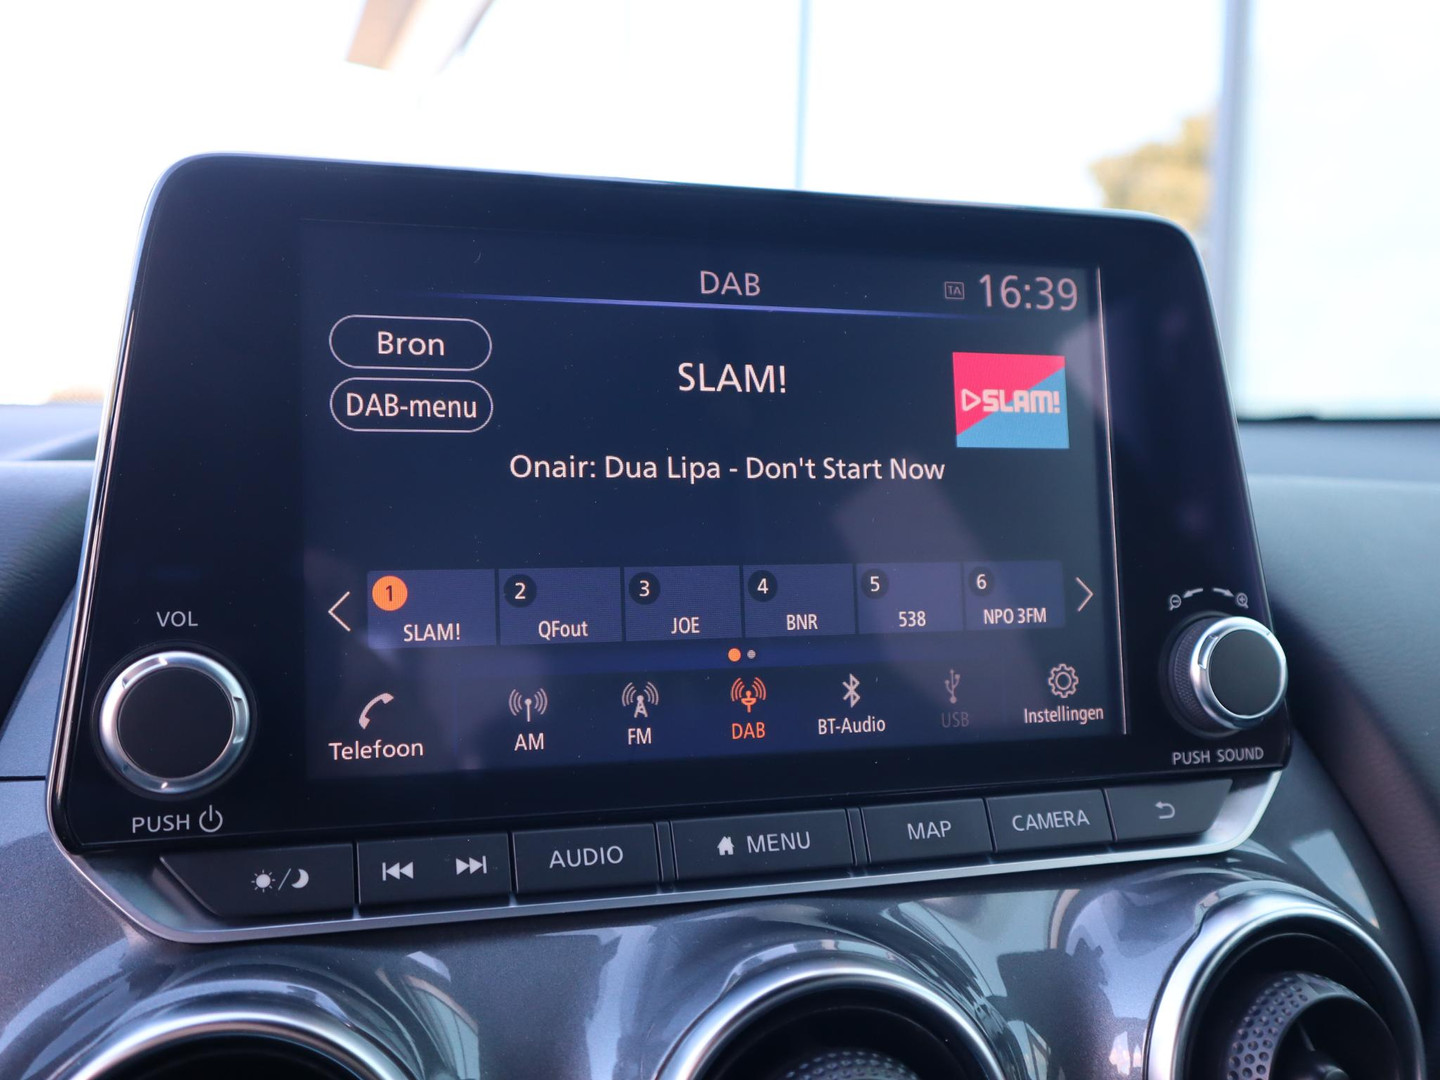 DAB
TA 16:39
Bron
SLAM!
SLAM!
DAB-menu
Onair: Dua Lipa - Don't Start Now
1 2 3 4 5 6
SLAM! QFout JOE BNR 538 NPO 3FM
VOL
Telefoon AM FM DAB BT-Audio USB Instellingen
PUSH
PUSH SOUND
AUDIO MENU MAP CAMERA